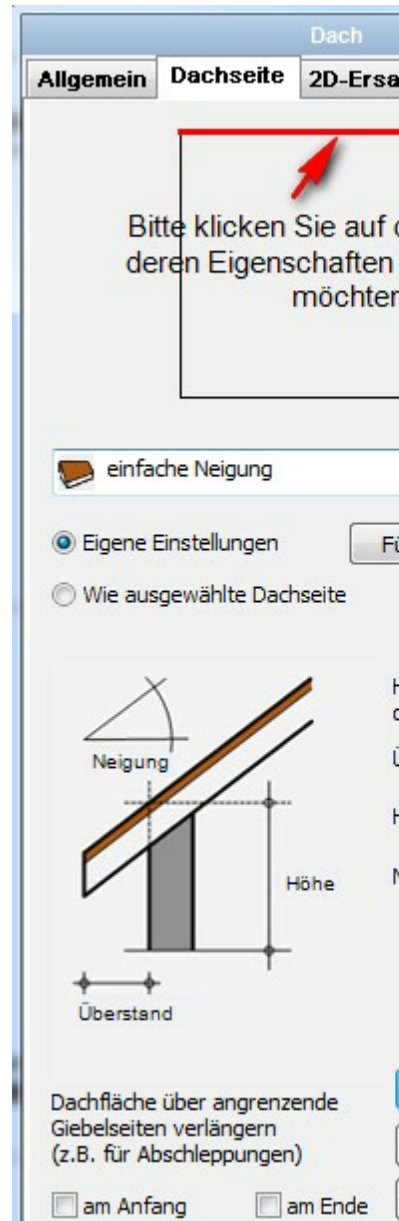 Dach
Allgemein Dachseite 2D-Ersa
Bitte klicken Sie auf
deren Eigenschaften
möchten
einfache Neigung
Eigene Einstellungen Fü
Wie ausgewählte Dachseite
Neigung
Höhe
Überstand
H
Ü
H
N
Dachfläche über angrenzende
Giebelseiten verlängern
(z.B. für Abschleppungen)
am Anfang am Ende